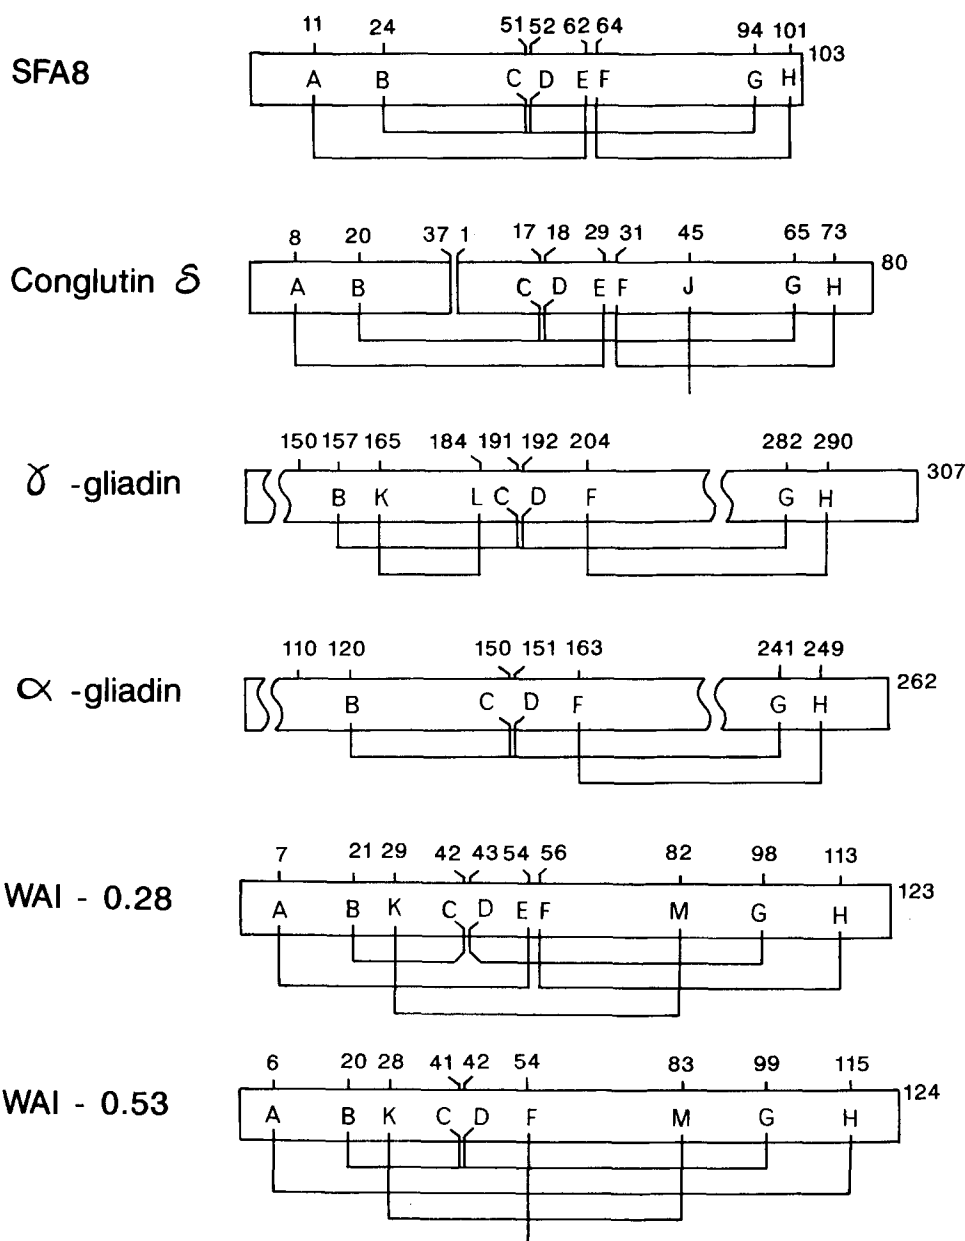 11 24 51 52 62 64 94 101
SFA8 103
A B C D E F G H
8 20 37 1 17 18 29 31 45 65 73
Conglutin δ 80
A B C D E F J G H
150 157 165 184 191 192 204 282 290
γ -gliadin 307
B K L C D F G H
110 120 150 151 163 241 249
α -gliadin 262
B C D F G H
7 21 29 42 43 54 56 82 98 113
WAI - 0.28 123
A B K C D E F M G H
6 20 28 41 42 54 83 99 115
WAI - 0.53 124
A B K C D F M G H